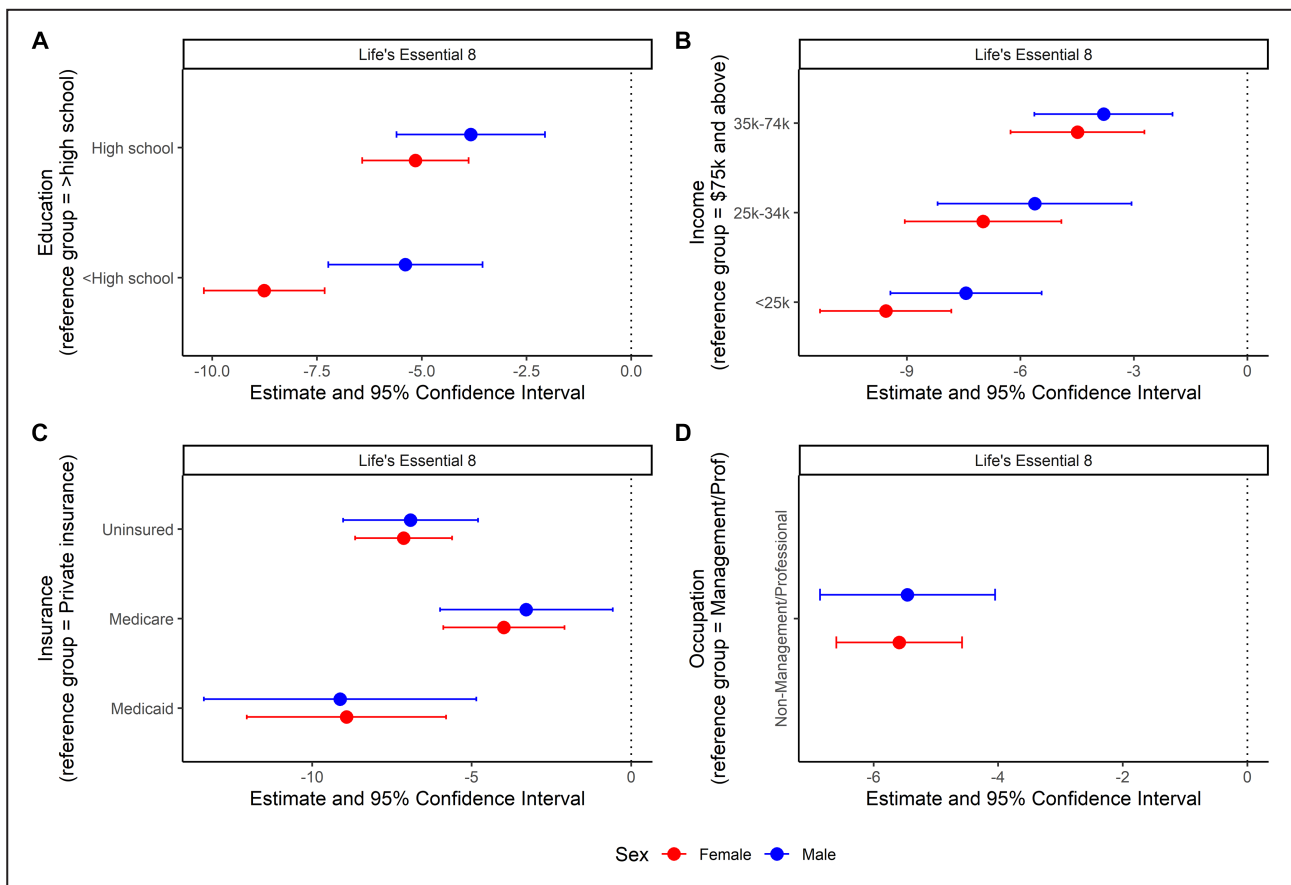 A
Life's Essential 8
Education
(reference group = >high school)
High school
<High school
-10.0
-7.5
-5.0
-2.5
0.0
Estimate and 95% Confidence Interval
B
Life's Essential 8
Income
(reference group = $75k and above)
35k-74k
25k-34k
<25k
-9
-6
-3
0
Estimate and 95% Confidence Interval
C
Life's Essential 8
Insurance
(reference group = Private insurance)
Uninsured
Medicare
Medicaid
-10
-5
0
Estimate and 95% Confidence Interval
D
Life's Essential 8
Occupation
(reference group = Management/Prof)
Non-Management/Professional
-6
-4
-2
0
Estimate and 95% Confidence Interval
Sex
Female
Male